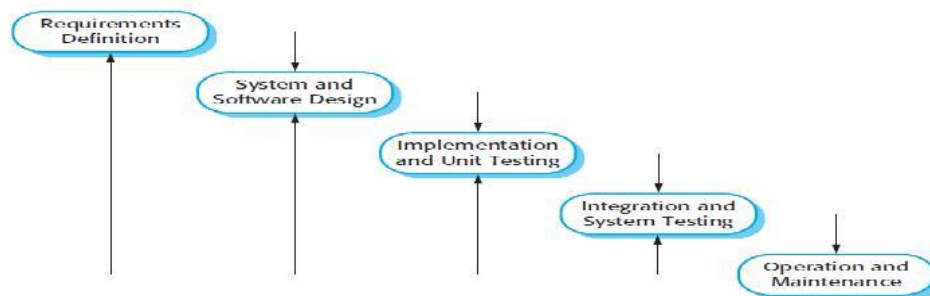 Requirements
Definition
System and
Software Design
Implementation
and Unit Testing
Integration and
System Testing
Operation and
Maintenance